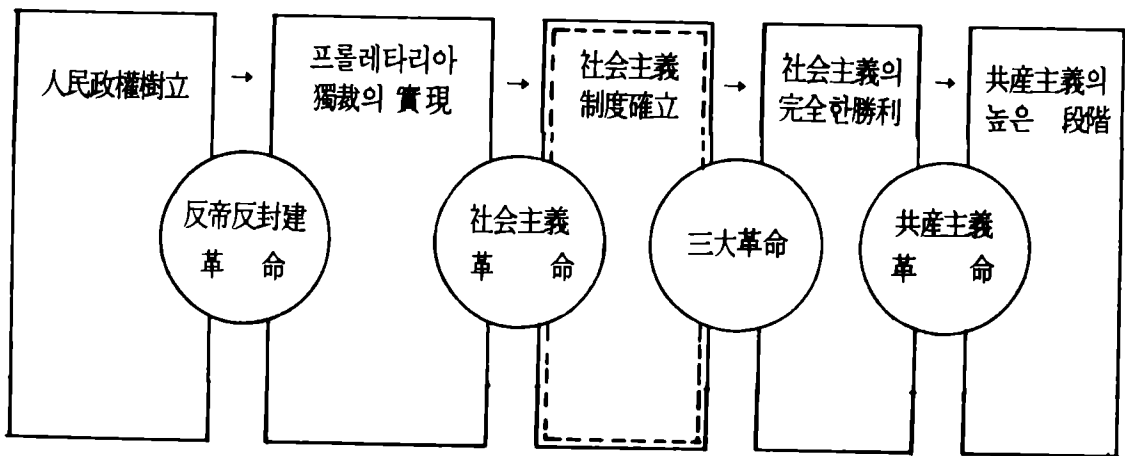 人民政權樹立
→
프롤레타리아
獨裁의 實現
→
社会主義
制度確立
→
社会主義의
完全한勝利
→
共産主義의
높은 段階
反帝反封建
革 命
社会主義
革 命
三大革命
共産主義
革 命